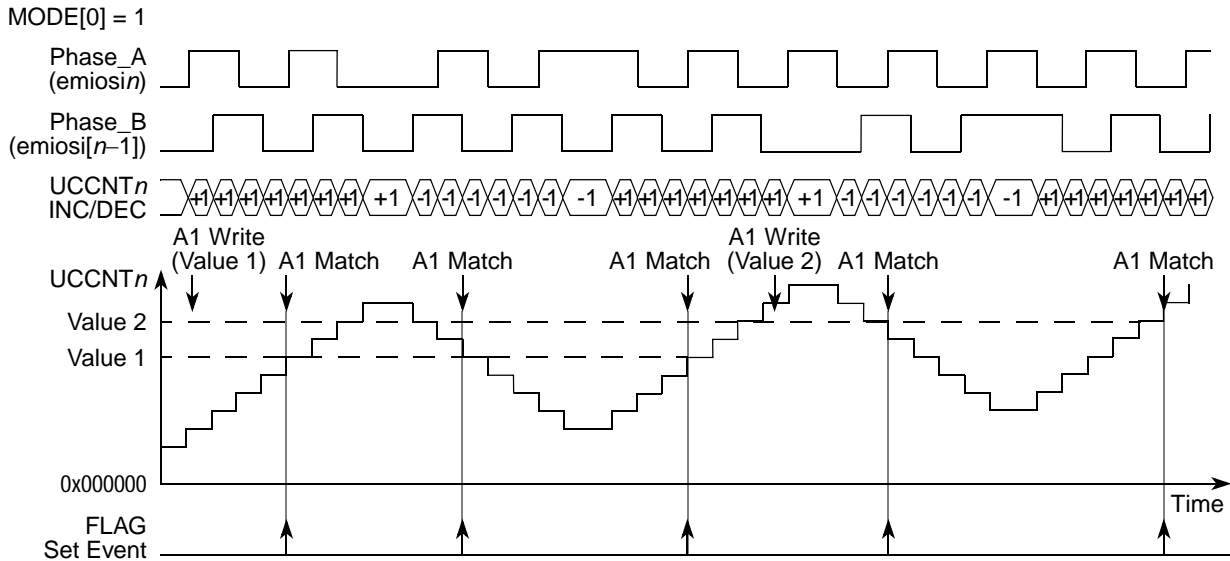 MODE[0] = 1
Phase_A
(emiosin)
Phase_B
(emiosi[n–1])
UCCNTn
INC/DEC
+1 +1 +1 +1 +1 +1 +1 +1 -1 -1 -1 -1 -1 -1 -1 +1 +1 +1 +1 +1 +1 +1 +1 -1 -1 -1 -1 -1 -1 -1 +1 +1 +1 +1 +1 +1 +1
A1 Write
(Value 1)
A1 Match
A1 Match
A1 Match
A1 Write
(Value 2)
A1 Match
A1 Match
UCCNTn
Value 2
Value 1
0x000000
Time
FLAG
Set Event